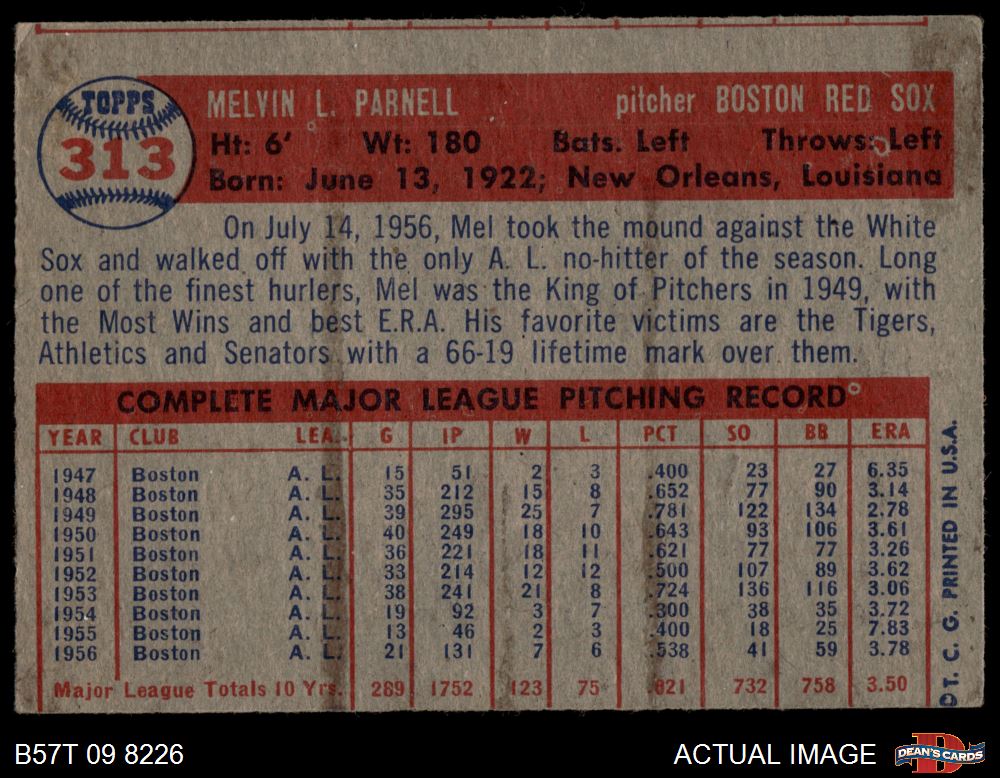 TOPPS
313
MELVIN L. PARNELL pitcher BOSTON RED SOX
Ht: 6' Wt: 180 Bats: Left Throws: Left
Born: June 13, 1922; New Orleans, Louisiana
On July 14, 1956, Mel took the mound against the White
Sox and walked off with the only A. L. no-hitter of the season. Long
one of the finest hurlers, Mel was the King of Pitchers in 1949, with
the Most Wins and best E.R.A. His favorite victims are the Tigers,
Athletics and Senators with a 66-19 lifetime mark over them.
COMPLETE MAJOR LEAGUE PITCHING RECORD
YEAR CLUB LEA. G IP W L PCT SO BB ERA
1947 Boston A. L. 15 51 2 3 .400 23 27 6.35
1948 Boston A. L. 35 212 15 8 .652 77 90 3.14
1949 Boston A. L. 39 295 25 7 .781 122 134 2.78
1950 Boston A. L. 40 249 18 10 .643 93 106 3.61
1951 Boston A. L. 36 221 18 11 .621 77 77 3.26
1952 Boston A. L. 33 214 12 12 .500 107 89 3.62
1953 Boston A. L. 38 241 21 8 .724 136 116 3.06
1954 Boston A. L. 19 92 3 7 .300 38 35 3.72
1955 Boston A. L. 13 46 2 3 .400 18 25 7.83
1956 Boston A. L. 21 131 7 6 .538 41 59 3.78
Major League Totals 10 Yrs. 289 1752 123 75 .621 732 758 3.50
© T. C. G. PRINTED IN U.S.A.
B57T 09 8226
ACTUAL IMAGE
DEAN'S CARDS